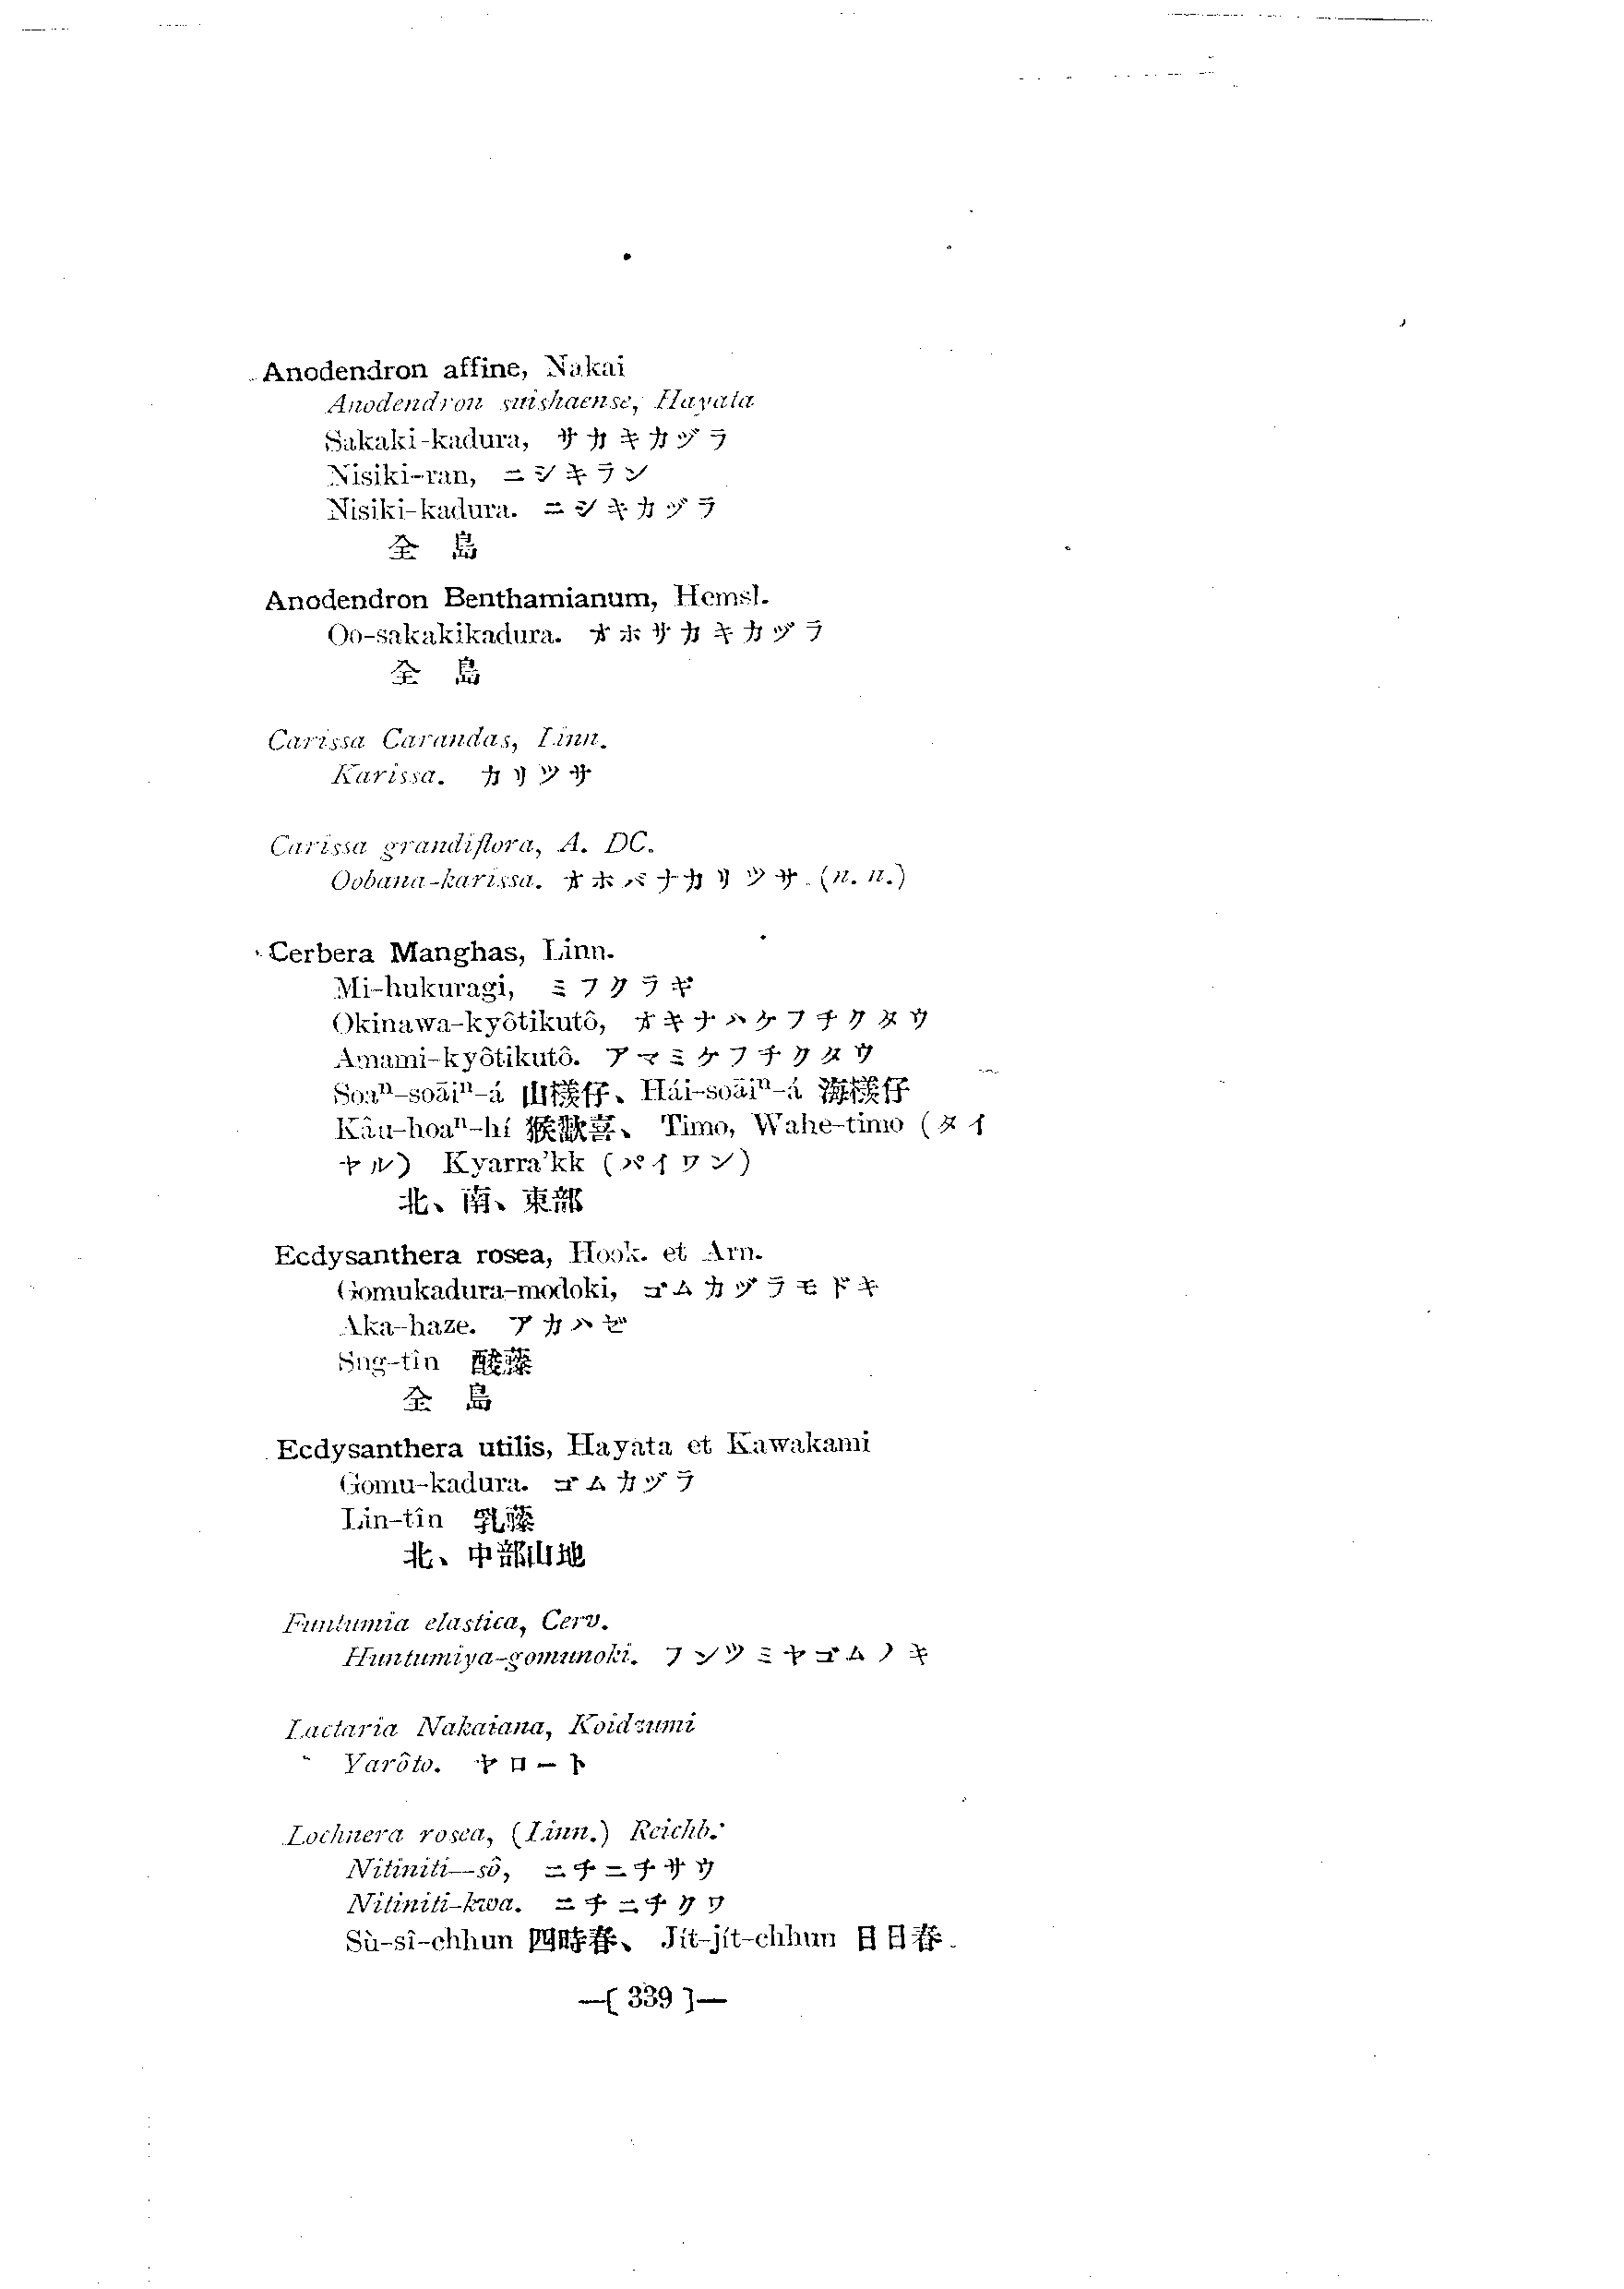 Anodendron affine, Nakai
Anodendron suishaense, Hayata
Sakaki-kadura, サカキカヅラ
Nisiki-ran, ニシキラン
Nisiki-kadura. ニシキカヅラ
全 島
Anodendron Benthamianum, Hemsl.
Oo-sakakikadura. オホサカキカヅラ
全 島
Carissa Carandas, Linn.
Karissa. カリツサ
Carissa grandiflora, A. DC.
Oobana-karissa. オホバナカリツサ (n. n.)
Cerbera Manghas, Linn.
Mi-hukuragi, ミフクラギ
Okinawa-kyôtikutô, オキナハケフチクタウ
Amami-kyôtikutô. アマミケフチクタウ
Soaⁿ-soāiⁿ-á 山檨仔、Hái-soāiⁿ-á 海檨仔
Kâu-hoaⁿ-hí 猴歡喜、 Timo, Wahe-timo (タイ
ヤル) Kyarra'kk (パイワン)
北、南、東部
Ecdysanthera rosea, Hook. et Arn.
Gomukadura-modoki, ゴムカヅラモドキ
Aka-haze. アカハゼ
Sng-tîn 酸藤
全 島
Ecdysanthera utilis, Hayata et Kawakami
Gomu-kadura. ゴムカヅラ
Lin-tîn 乳藤
北、中部山地
Funtumia elastica, Cerv.
Huntumiya-gomunoki. フンツミヤゴムノキ
Lactaria Nakaiana, Koidzumi
Yarôto. ヤロート
Lochnera rosea, (Linn.) Reichb.
Nitiniti-sô, ニチニチサウ
Nitiniti-kwa. ニチニチクワ
Sù-sî-chhun 四時春、 Jit-jit-chhun 日日春.
—[ 339 ]—